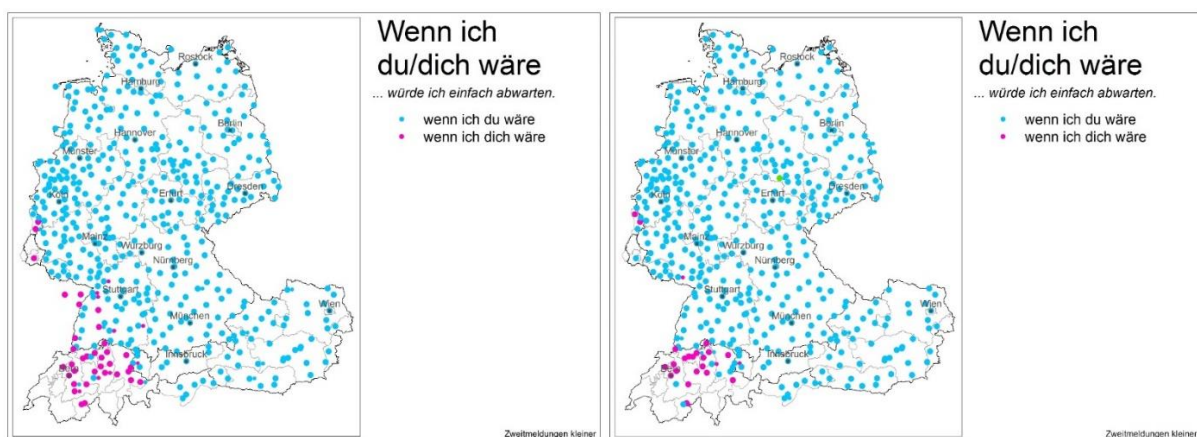 Wenn ich
du/dich wäre
... würde ich einfach abwarten.
wenn ich du wäre
wenn ich dich wäre
Rostock
Hamburg
Berlin
Hannover
Münster
Köln
Erfurt
Dresden
Mainz
Würzburg
Nürnberg
Stuttgart
Wien
München
Innsbruck
Bern
Zweitmeldungen kleiner
Wenn ich
du/dich wäre
... würde ich einfach abwarten.
wenn ich du wäre
wenn ich dich wäre
Rostock
Hamburg
Berlin
Hannover
Münster
Köln
Erfurt
Dresden
Mainz
Würzburg
Nürnberg
Stuttgart
Wien
München
Innsbruck
Bern
Zweitmeldungen kleiner